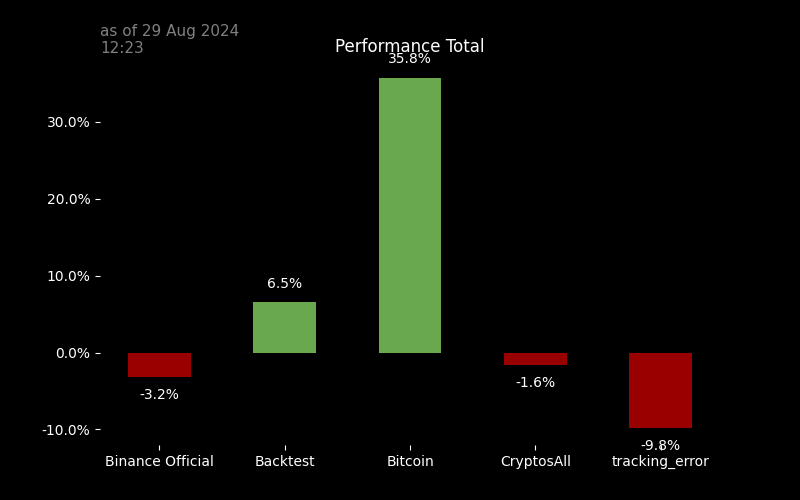 as of 29 Aug 2024
12:23
Performance Total
35.8%
30.0%
20.0%
10.0%
6.5%
0.0%
-3.2%
-1.6%
-10.0%
-9.8%
Binance Official
Backtest
Bitcoin
CryptosAll
tracking_error